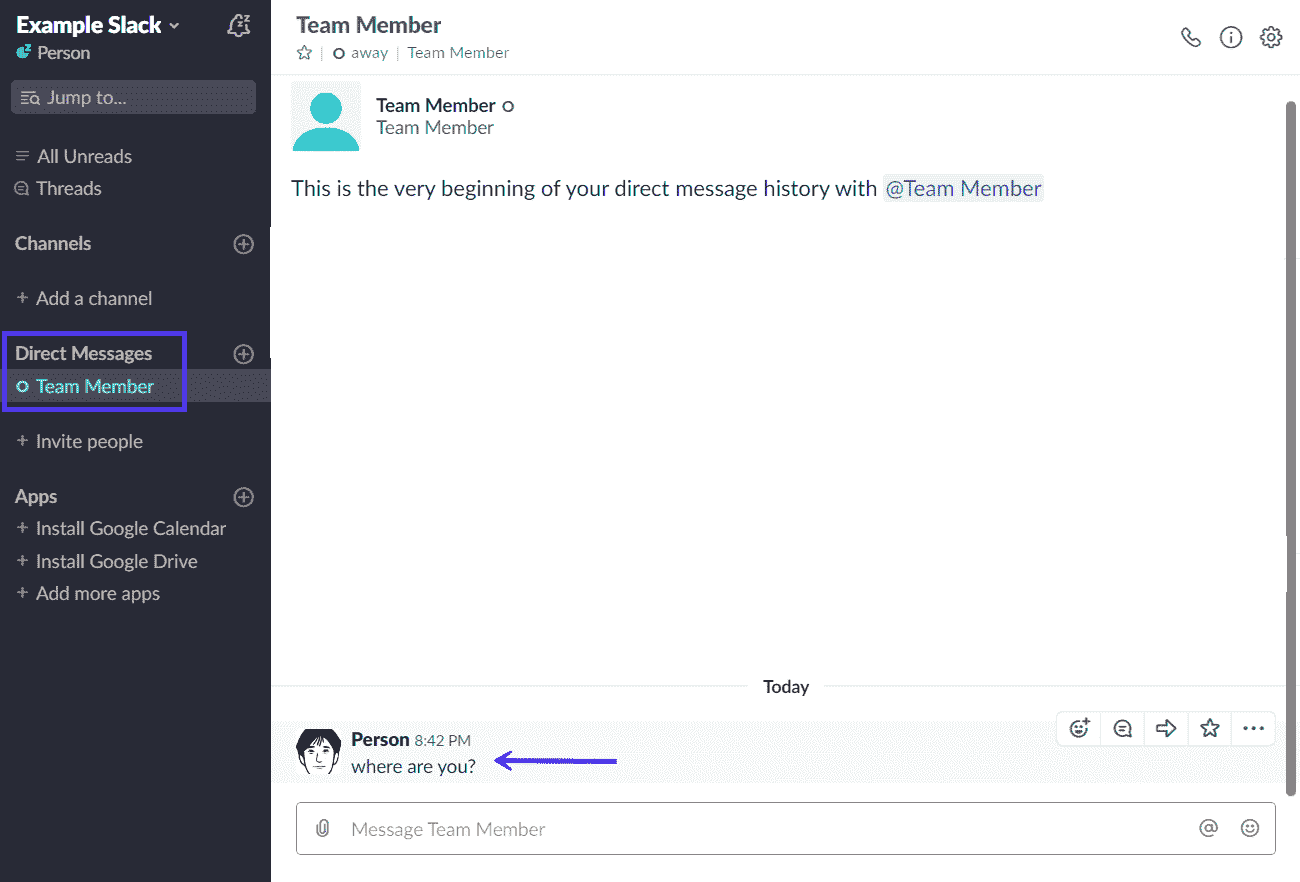 Example Slack
Person
Jump to...
All Unreads
Threads
Channels
+ Add a channel
Direct Messages
Team Member
+ Invite people
Apps
+ Install Google Calendar
+ Install Google Drive
+ Add more apps
Team Member
away | Team Member
Team Member
Team Member
This is the very beginning of your direct message history with @Team Member
Today
Person 8:42 PM
where are you?
Message Team Member